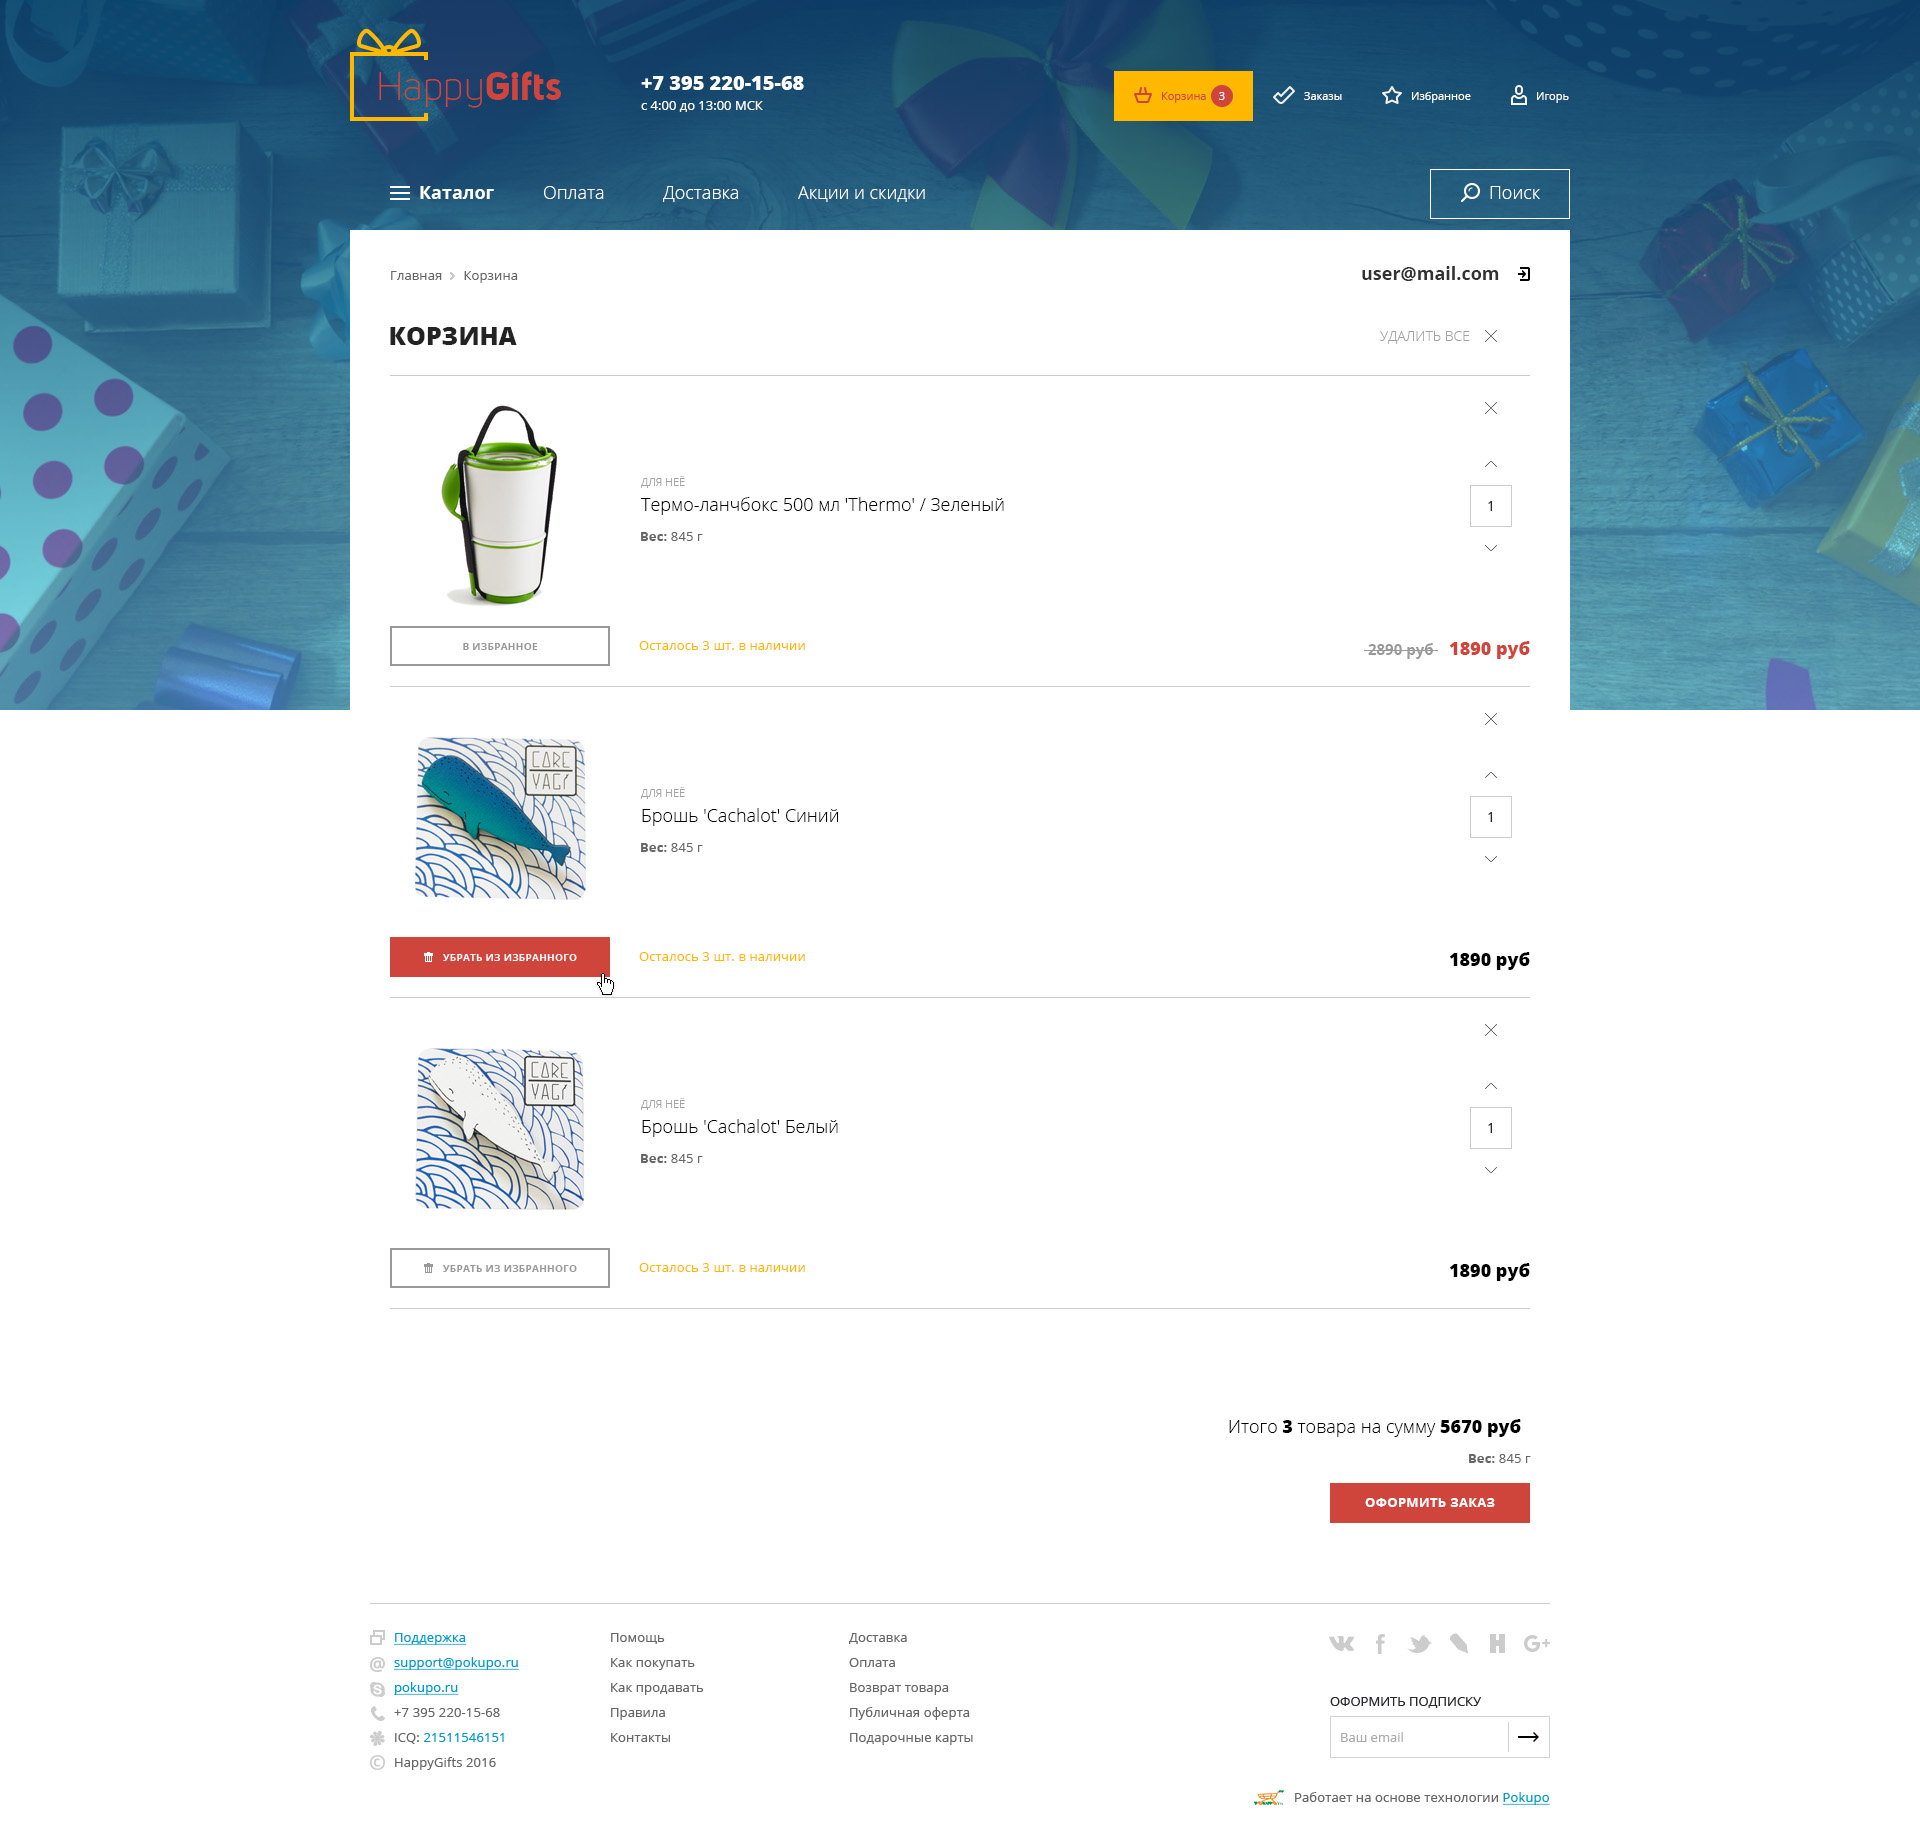 HappyGifts
+7 395 220-15-68
с 4:00 до 13:00 МСК
Корзина 3
Заказы
Избранное
Игорь
Каталог
Оплата
Доставка
Акции и скидки
Поиск
Главная
Корзина
user@mail.com
КОРЗИНА
УДАЛИТЬ ВСЕ
ДЛЯ НЕЁ
Термо-ланчбокс 500 мл 'Thermo' / Зеленый
Вес: 845 г
1
В ИЗБРАННОЕ
Осталось 3 шт. в наличии
2890 руб 1890 руб
CARE
YAGI
ДЛЯ НЕЁ
Брошь 'Cachalot' Синий
Вес: 845 г
1
УБРАТЬ ИЗ ИЗБРАННОГО
Осталось 3 шт. в наличии
1890 руб
CARE
YAGI
ДЛЯ НЕЁ
Брошь 'Cachalot' Белый
Вес: 845 г
1
УБРАТЬ ИЗ ИЗБРАННОГО
Осталось 3 шт. в наличии
1890 руб
Итого 3 товара на сумму 5670 руб
Вес: 845 г
ОФОРМИТЬ ЗАКАЗ
Поддержка
support@pokupo.ru
pokupo.ru
+7 395 220-15-68
ICQ: 21511546151
HappyGifts 2016
Помощь
Как покупать
Как продавать
Правила
Контакты
Доставка
Оплата
Возврат товара
Публичная оферта
Подарочные карты
ОФОРМИТЬ ПОДПИСКУ
Ваш email
Работает на основе технологии Pokupo